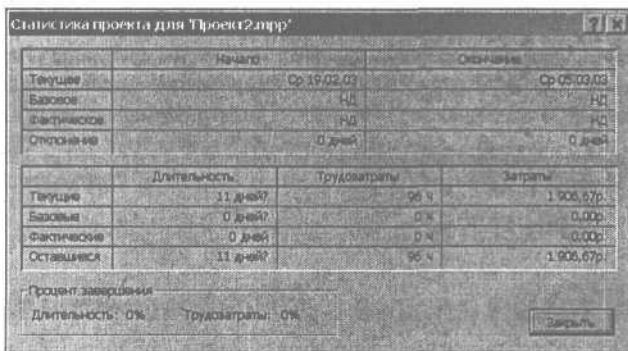 Статистика проекта для 'Проект2.mpp'
Начало Окончание
Текущее Ср 19.02.03 Ср 05.03.03
Базовое НД НД
Фактическое НД НД
Отклонение 0 дней 0 дней
Длительность Трудозатраты Затраты
Текущие 11 дней? 96 ч 1 906,67р.
Базовые 0 дней? 0 ч 0,00р.
Фактические 0 дней 0 ч 0,00р.
Оставшиеся 11 дней? 96 ч 1 906,67р.
Процент завершения
Длительность: 0% Трудозатраты: 0%
Закрыть